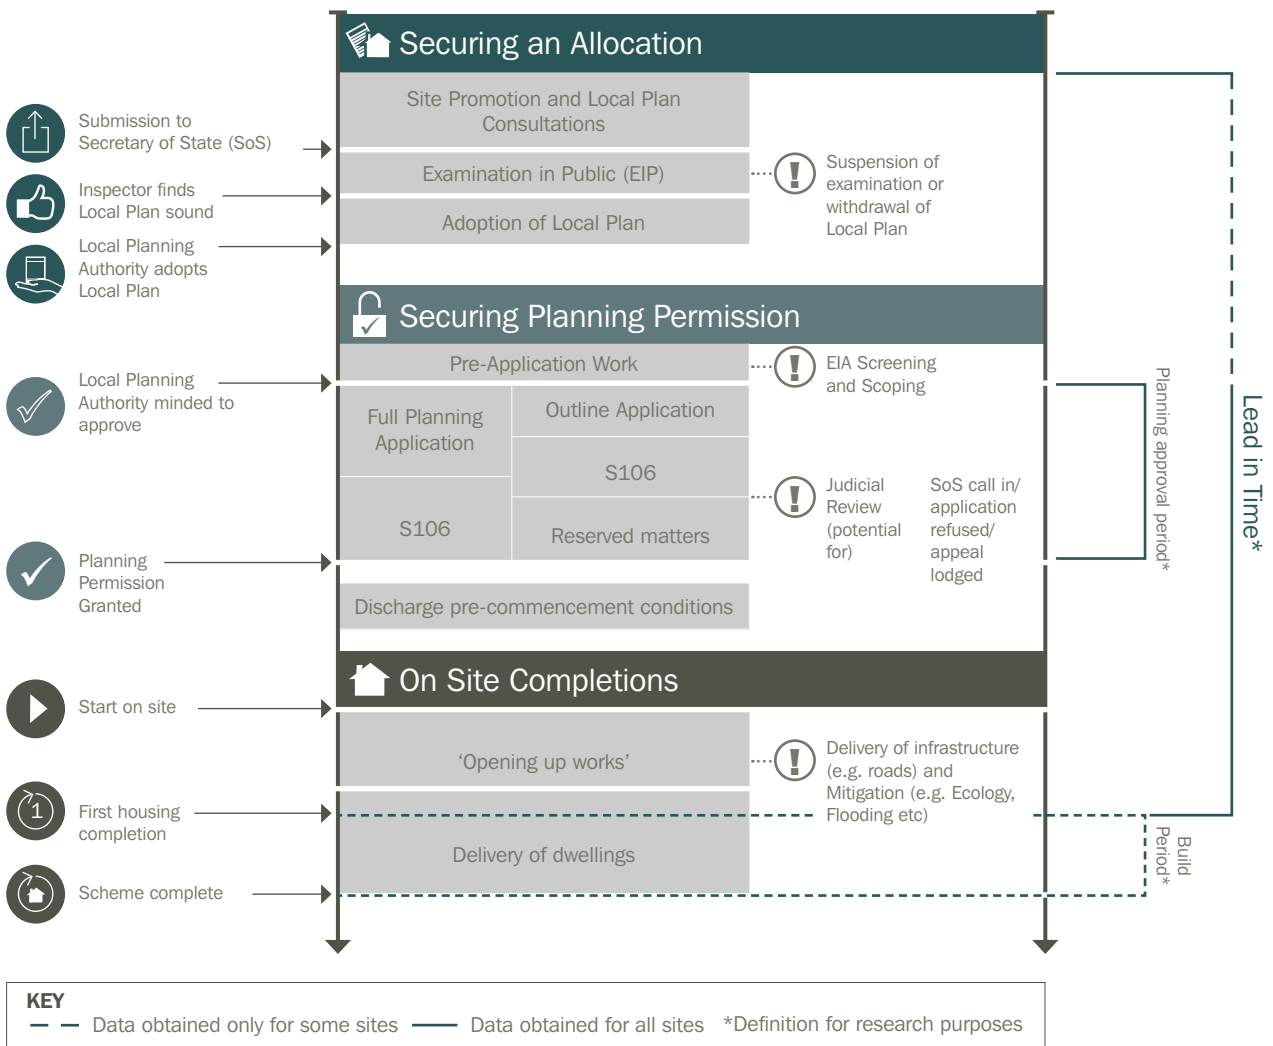 Securing an Allocation
Site Promotion and Local Plan
Consultations
Submission to
Secretary of State (SoS)
Examination in Public (EIP)
Suspension of
examination or
withdrawal of
Local Plan
Inspector finds
Local Plan sound
Adoption of Local Plan
Local Planning
Authority adopts
Local Plan
Securing Planning Permission
Pre-Application Work
EIA Screening
and Scoping
Local Planning
Authority minded to
approve
Full Planning
Application
S106
Outline Application
S106
Reserved matters
Judicial
Review
(potential
for)
SoS call in/
application
refused/
appeal
lodged
Planning approval period*
Lead in Time*
Planning
Permission
Granted
Discharge pre-commencement conditions
On Site Completions
Start on site
‘Opening up works’
Delivery of infrastructure
(e.g. roads) and
Mitigation (e.g. Ecology,
Flooding etc)
1
First housing
completion
Delivery of dwellings
Build
Period*
Scheme complete
KEY
Data obtained only for some sites
Data obtained for all sites
*Definition for research purposes